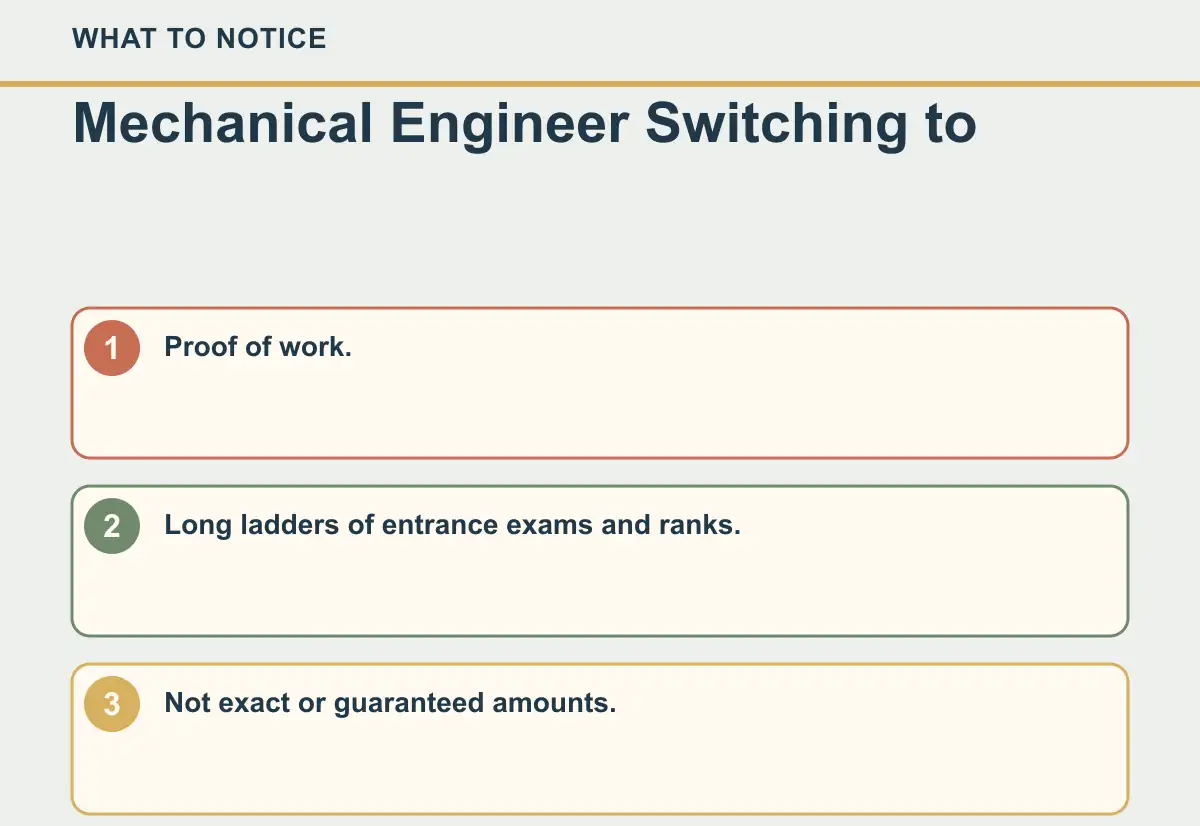 WHAT TO NOTICE
Mechanical Engineer Switching to
1 Proof of work.
2 Long ladders of entrance exams and ranks.
3 Not exact or guaranteed amounts.